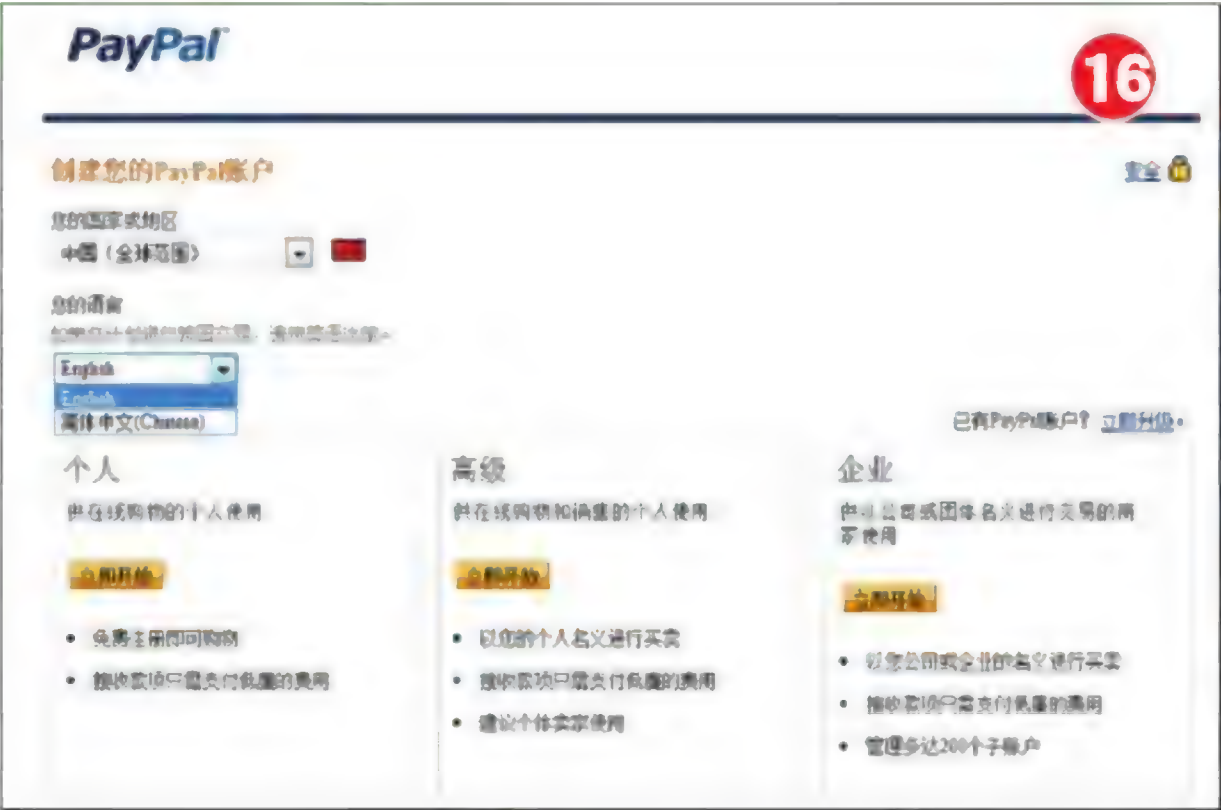 PayPal
16
创建您的PayPal账户
安全
您的国家或地区
中国（全球范围）
您的语言
English
English
简体中文(Chinese)
已有PayPal账户？ 立即升级
个人
高级
企业
供在线购物的个人使用
供在线购物和销售的个人使用
供以公司或团体名义进行交易的商
家使用
立即开始
立即开始
立即开始
免费注册即可购物
接收款项只需支付低廉的费用
以您的个人名义进行买卖
接收款项只需支付低廉的费用
建议个体卖家使用
以您公司或企业的名义进行买卖
接收款项只需支付低廉的费用
管理多达200个子账户